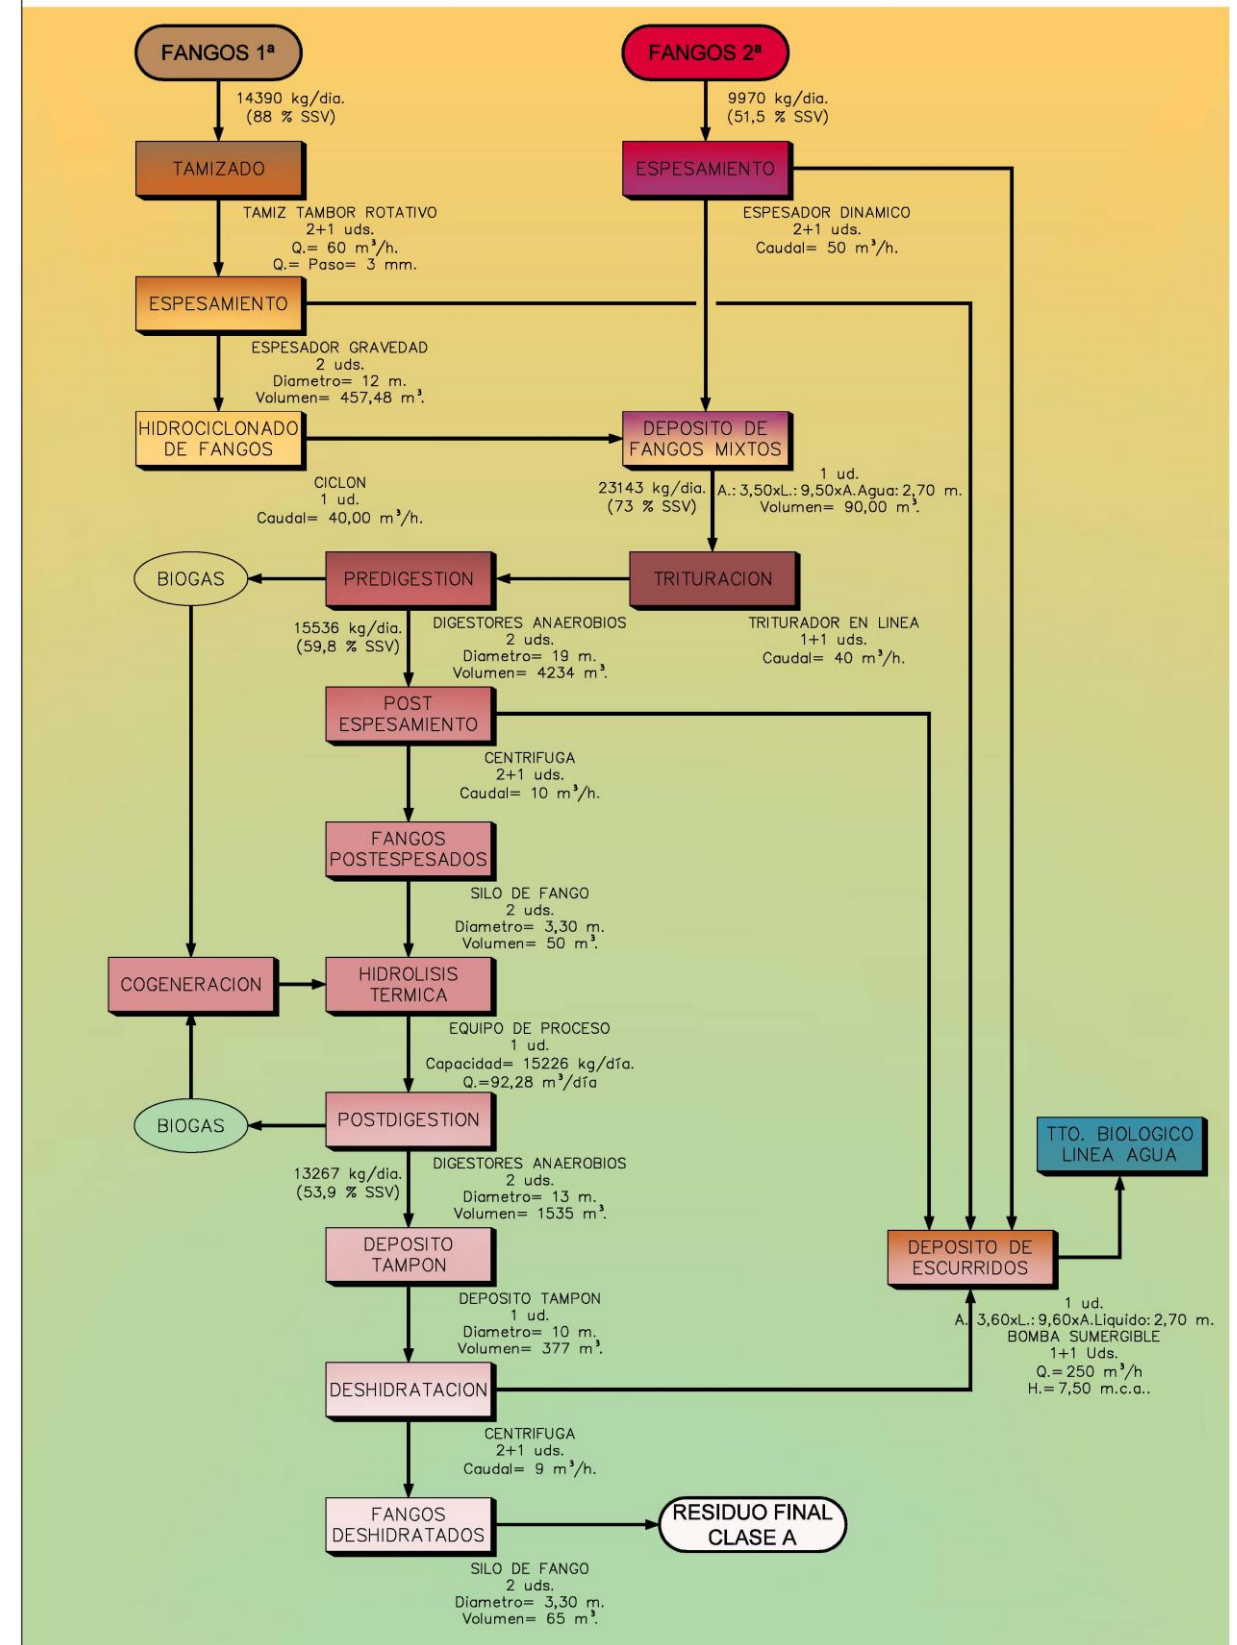 FANGOS 1ª
FANGOS 2ª
14390 kg/dia.
(88 % SSV)
9970 kg/dia.
(51,5 % SSV)
TAMIZADO
ESPESAMIENTO
TAMIZ TAMBOR ROTATIVO
2+1 uds.
Q.= 60 m³/h.
Q.= Paso= 3 mm.
ESPESADOR DINAMICO
2+1 uds.
Caudal= 50 m³/h.
ESPESAMIENTO
ESPESADOR GRAVEDAD
2 uds.
Diametro= 12 m.
Volumen= 457,48 m³.
HIDROCICLONADO
DE FANGOS
DEPOSITO DE
FANGOS MIXTOS
CICLON
1 ud.
Caudal= 40,00 m³/h.
23143 kg/dia.
(73 % SSV)
1 ud.
A.: 3,50xL.: 9,50xA.Agua: 2,70 m.
Volumen= 90,00 m³.
BIOGAS
PREDIGESTION
TRITURACION
15536 kg/dia.
(59,8 % SSV)
DIGESTORES ANAEROBIOS
2 uds.
Diametro= 19 m.
Volumen= 4234 m³.
TRITURADOR EN LINEA
1+1 uds.
Caudal= 40 m³/h.
POST
ESPESAMIENTO
CENTRIFUGA
2+1 uds.
Caudal= 10 m³/h.
FANGOS
POSTESPESADOS
SILO DE FANGO
2 uds.
Diametro= 3,30 m.
Volumen= 50 m³.
COGENERACION
HIDROLISIS
TERMICA
EQUIPO DE PROCESO
1 ud.
Capacidad= 15226 kg/día.
Q.=92,28 m³/día
BIOGAS
POSTDIGESTION
TTO. BIOLOGICO
LINEA AGUA
13267 kg/dia.
(53,9 % SSV)
DIGESTORES ANAEROBIOS
2 uds.
Diametro= 13 m.
Volumen= 1535 m³.
DEPOSITO
TAMPON
DEPOSITO DE
ESCURRIDOS
DEPOSITO TAMPON
1 ud.
Diametro= 10 m.
Volumen= 377 m³.
1 ud.
A.: 3,60xL.: 9,60xA.Liquido: 2,70 m.
BOMBA SUMERGIBLE
1+1 Uds.
Q.=250 m³/h
H.=7,50 m.c.a..
DESHIDRATACION
CENTRIFUGA
2+1 uds.
Caudal= 9 m³/h.
FANGOS
DESHIDRATADOS
RESIDUO FINAL
CLASE A
SILO DE FANGO
2 uds.
Diametro= 3,30 m.
Volumen= 65 m³.